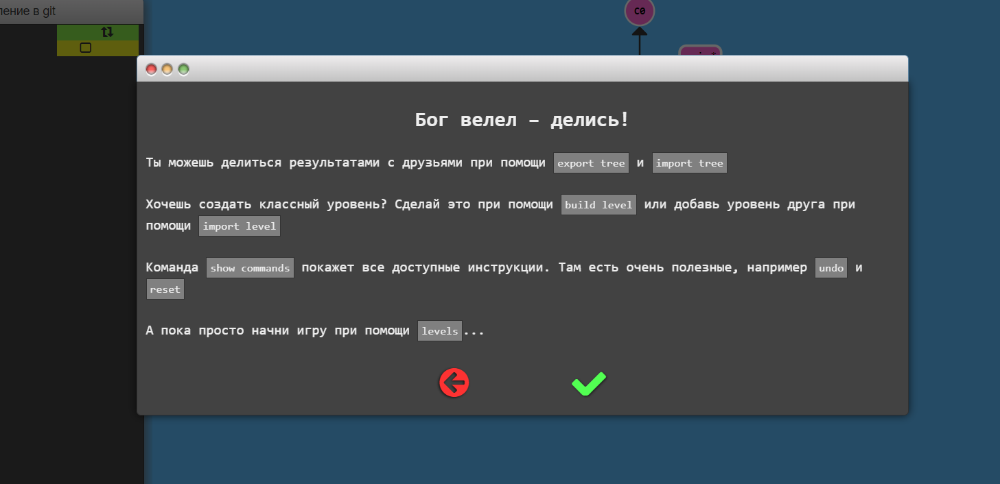 ление в git
C0
Бог велел – делись!
Ты можешь делиться результатами с друзьями при помощи export tree и import tree
Хочешь создать классный уровень? Сделай это при помощи build level или добавь уровень друга при
помощи import level
Команда show commands покажет все доступные инструкции. Там есть очень полезные, например undo и
reset
А пока просто начни игру при помощи levels...